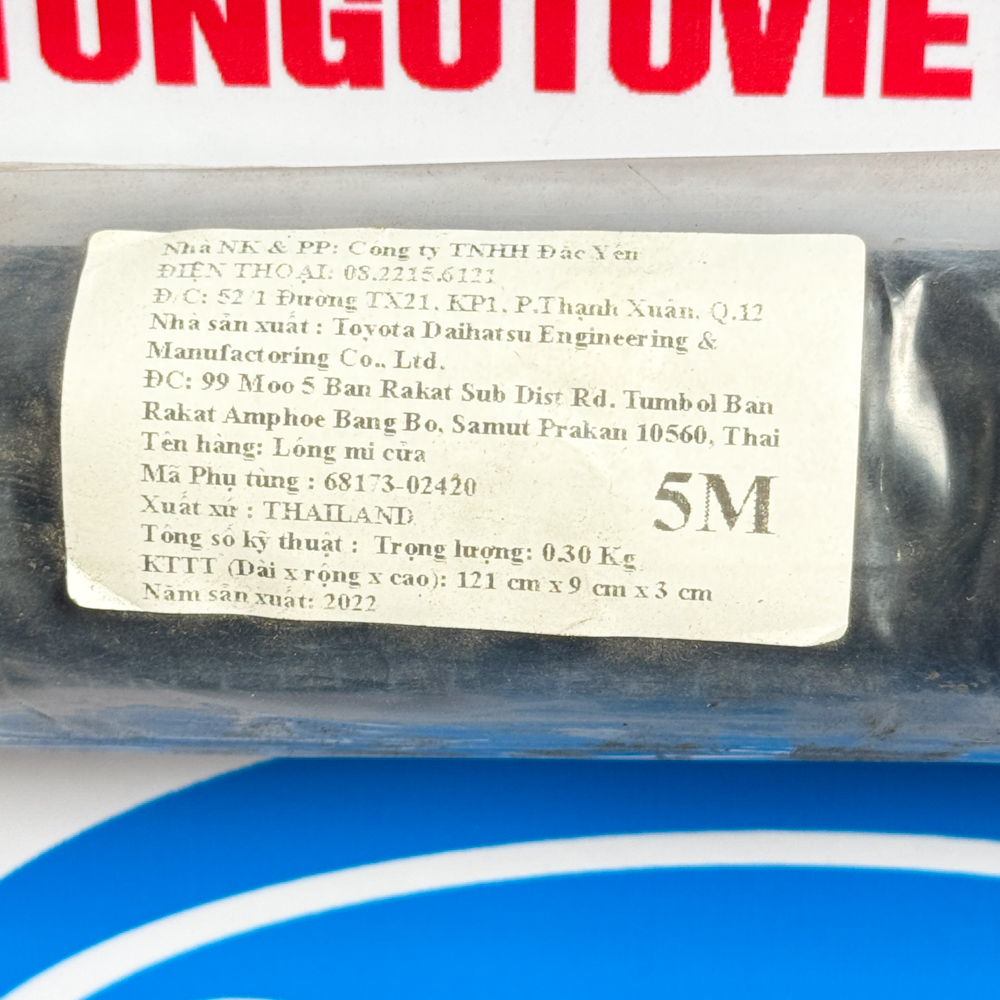 TUNGOTOVIE
Nhà NK & PP: Công ty TNHH Đắc Yến
ĐIỆN THOẠI: 08.2215.6121
Đ/C: 52/1 Đường TX21, KP1, P.Thạnh Xuân, Q.12
Nhà sản xuất : Toyota Daihatsu Engineering &
Manufactoring Co., Ltd.
ĐC: 99 Moo 5 Ban Rakat Sub Dist Rd. Tumbol Ban
Rakat Amphoe Bang Bo, Samut Prakan 10560, Thai
Tên hàng: Lông mi cửa
Mã Phụ tùng : 68173-02420
5M
Xuất xứ : THAILAND
Tông số kỹ thuật : Trọng lượng: 0.30 Kg
KTTT (Dài x rộng x cao): 121 cm x 9 cm x 3 cm
Năm sản xuất: 2022